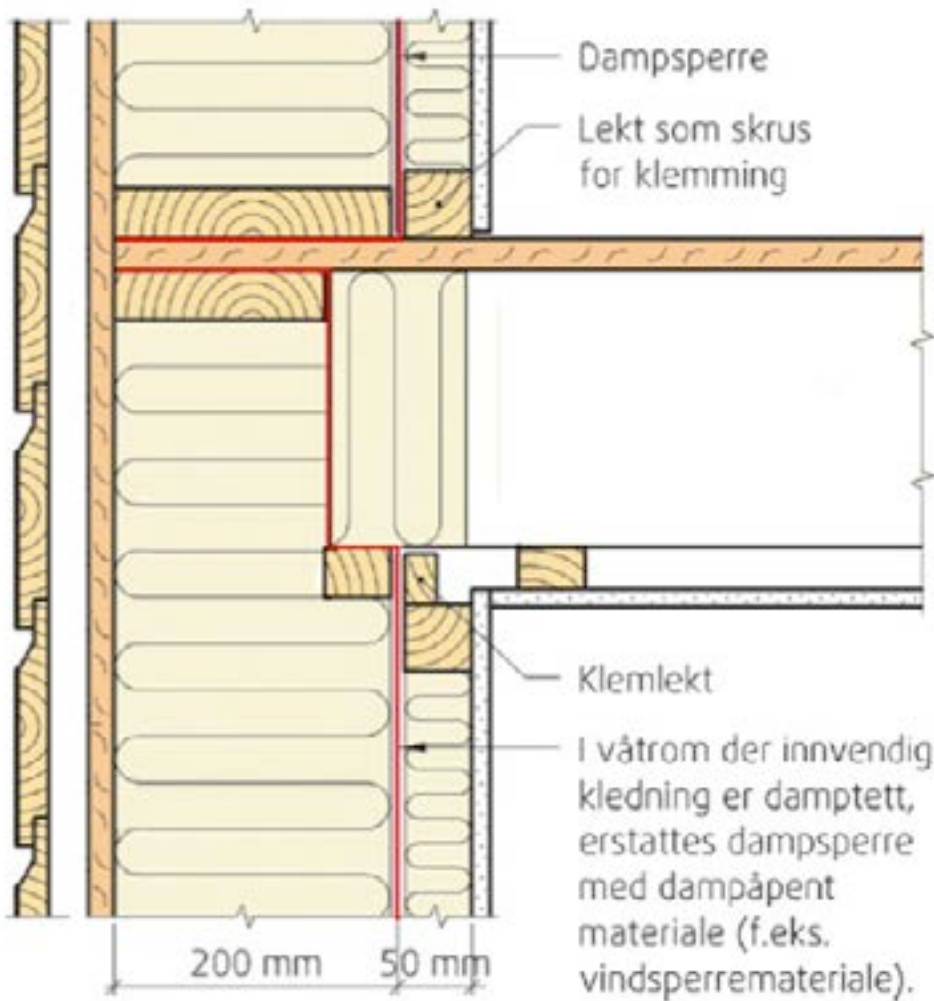 Dampsperre
Lekt som skrus
for klemming
Klemlekt
I våtrom der innvendig
kledning er damptett,
erstattes dampsperre
med dampåpent
materiale (f.eks.
vindsperremateriale).
200 mm
50 mm